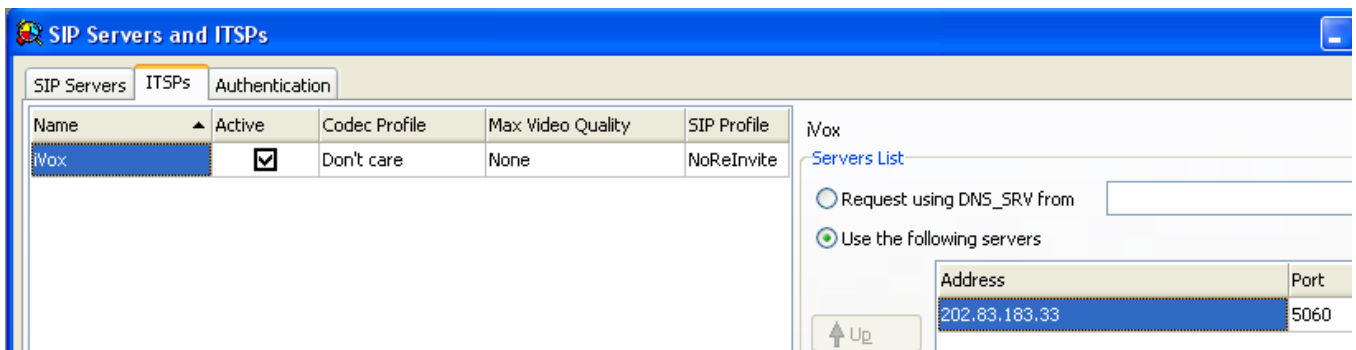 SIP Servers and ITSPs
SIP Servers ITSPs Authentication
Name Active Codec Profile Max Video Quality SIP Profile
iVox Don't care None NoReInvite
iVox
Servers List
Request using DNS_SRV from
Use the following servers
Address Port
202.83.183.33 5060
Up